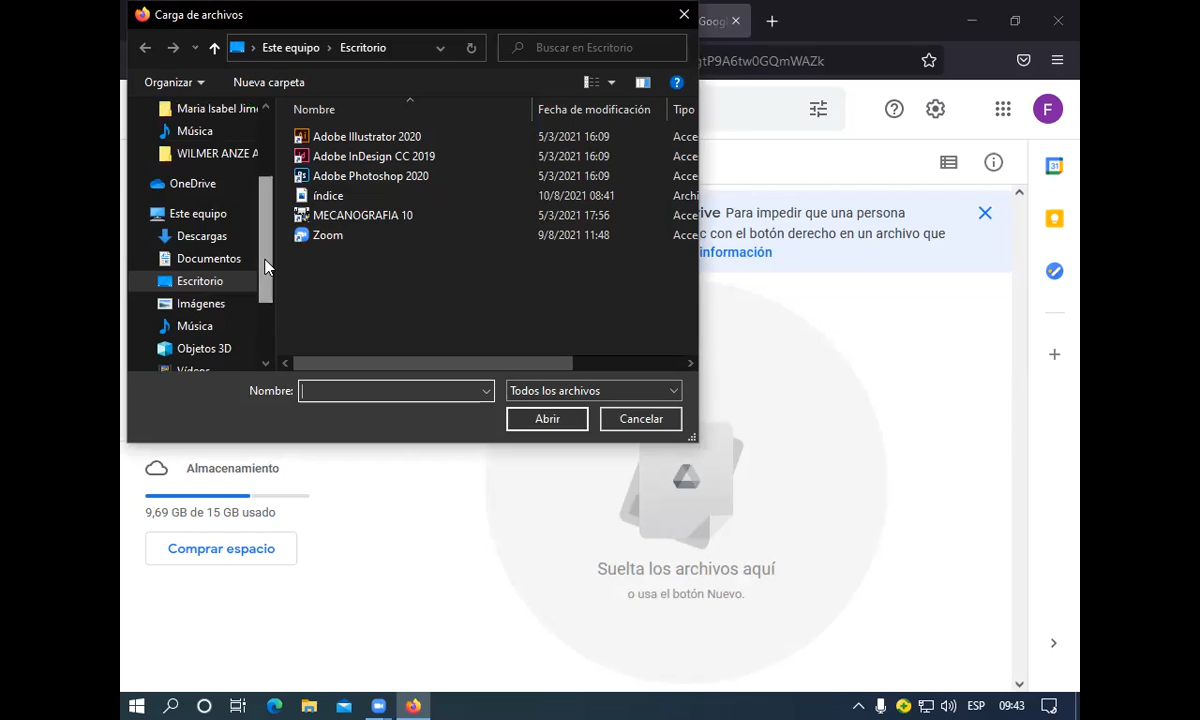 Carga de archivos
Googl
Este equipo > Escritorio
Buscar en Escritorio
gtP9A6tw0GQmWAZk
Organizar
Nueva carpeta
Nombre
Fecha de modificación
Tipo
Maria Isabel Jim
Música
WILMER ANZE A
OneDrive
Este equipo
Descargas
Documentos
Escritorio
Imágenes
Música
Objetos 3D
Vídeos
Adobe Illustrator 2020 5/3/2021 16:09 Acce
Adobe InDesign CC 2019 5/3/2021 16:09 Acce
Adobe Photoshop 2020 5/3/2021 16:09 Acce
índice 10/8/2021 08:41 Archi
MECANOGRAFIA 10 5/3/2021 17:56 Acce
Zoom 9/8/2021 11:48 Acce
Nombre:
Todos los archivos
Abrir
Cancelar
F
31
ive Para impedir que una persona
c con el botón derecho en un archivo que
información
Almacenamiento
9,69 GB de 15 GB usado
Comprar espacio
Suelta los archivos aquí
o usa el botón Nuevo.
ESP
09:43